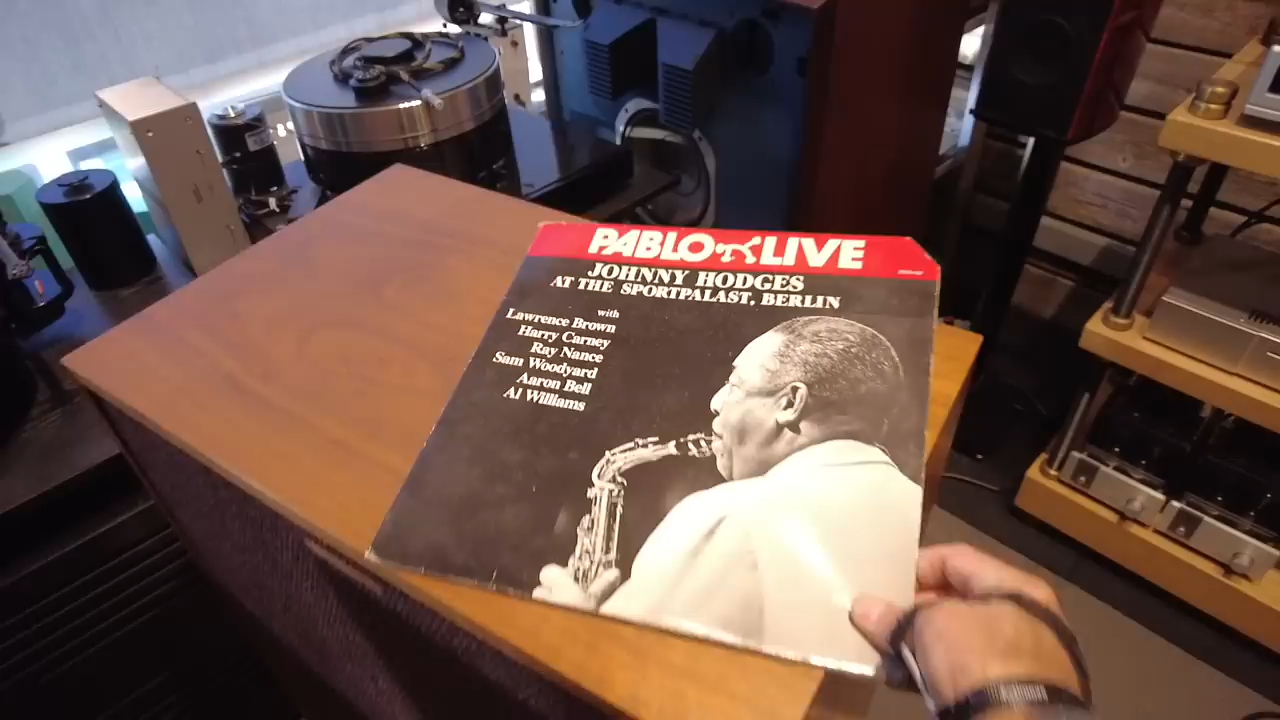 PABLO LIVE
JOHNNY HODGES
AT THE SPORTPALAST, BERLIN
with
Lawrence Brown
Harry Carney
Ray Nance
Sam Woodyard
Aaron Bell
Al Williams